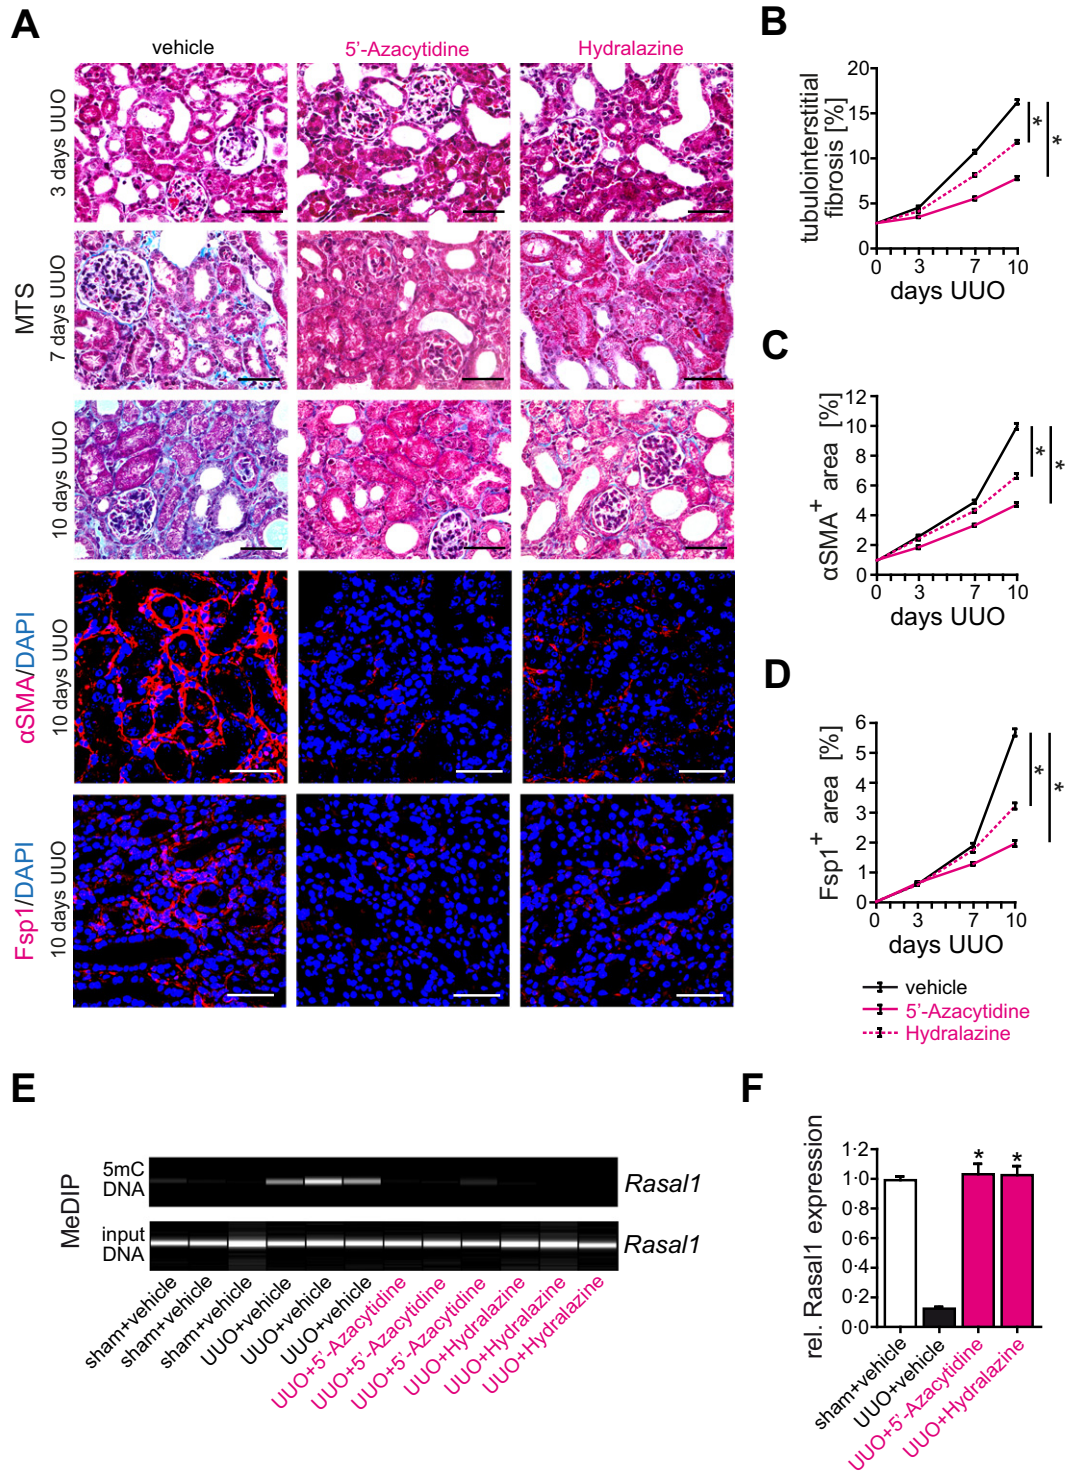 A
vehicle
5'-Azacytidine
Hydralazine
MTS
3 days UUO
7 days UUO
10 days UUO
αSMA/DAPI
10 days UUO
Fsp1/DAPI
10 days UUO
B
tubulointerstitial
fibrosis [%]
20
15
10
5
0
0 3 7 10
days UUO
*
*
C
αSMA+ area [%]
12
10
8
6
4
2
0
0 3 7 10
days UUO
*
*
D
Fsp1+ area [%]
6
5
4
3
2
1
0
0 3 7 10
days UUO
*
*
vehicle
5'-Azacytidine
Hydralazine
E
MeDIP
5mC
DNA
Rasal1
input
DNA
Rasal1
sham+vehicle
sham+vehicle
sham+vehicle
UUO+vehicle
UUO+vehicle
UUO+vehicle
UUO+5'-Azacytidine
UUO+5'-Azacytidine
UUO+5'-Azacytidine
UUO+Hydralazine
UUO+Hydralazine
UUO+Hydralazine
F
rel. Rasal1 expression
1·2
1·0
0·8
0·6
0·4
0·2
0·0
* *
sham+vehicle
UUO+vehicle
UUO+5'-Azacytidine
UUO+Hydralazine